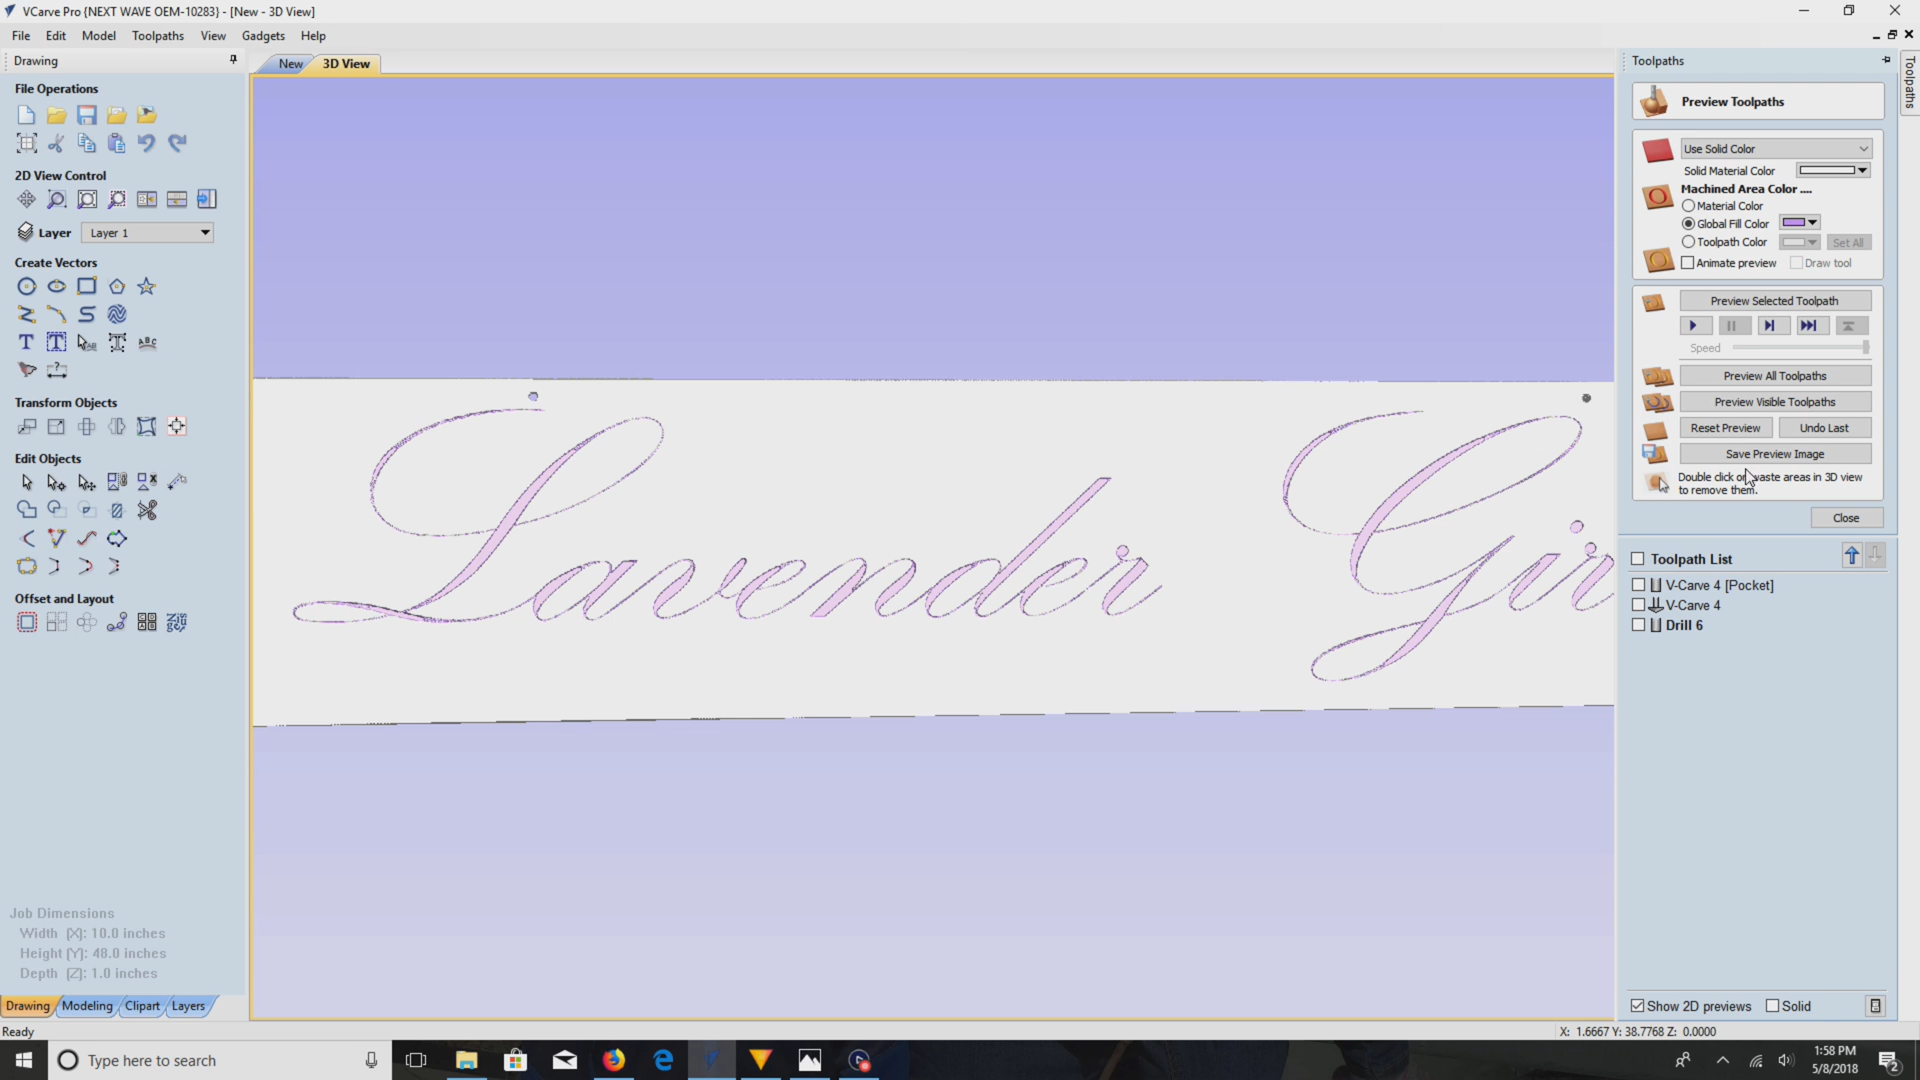 VCarve Pro {NEXT WAVE OEM-10283} - [New - 3D View]
File Edit Model Toolpaths View Gadgets Help
Drawing
File Operations
2D View Control
Layer Layer 1
Create Vectors
Transform Objects
Edit Objects
Offset and Layout
Job Dimensions
Width (X): 10.0 inches
Height (Y): 48.0 inches
Depth (Z): 1.0 inches
Drawing Modeling Clipart Layers
Ready
New 3D View
Lavender Gir
Toolpaths
Toolpaths
Preview Toolpaths
Use Solid Color
Solid Material Color
Machined Area Color ....
Material Color
Global Fill Color
Toolpath Color Set All
Animate preview Draw tool
Preview Selected Toolpath
Speed
Preview All Toolpaths
Preview Visible Toolpaths
Reset Preview Undo Last
Save Preview Image
Double click on waste areas in 3D view
to remove them.
Close
Toolpath List
V-Carve 4 [Pocket]
V-Carve 4
Drill 6
Show 2D previews Solid
X: 1.6667 Y: 38.7768 Z: 0.0000
Type here to search
1:58 PM
5/8/2018
2